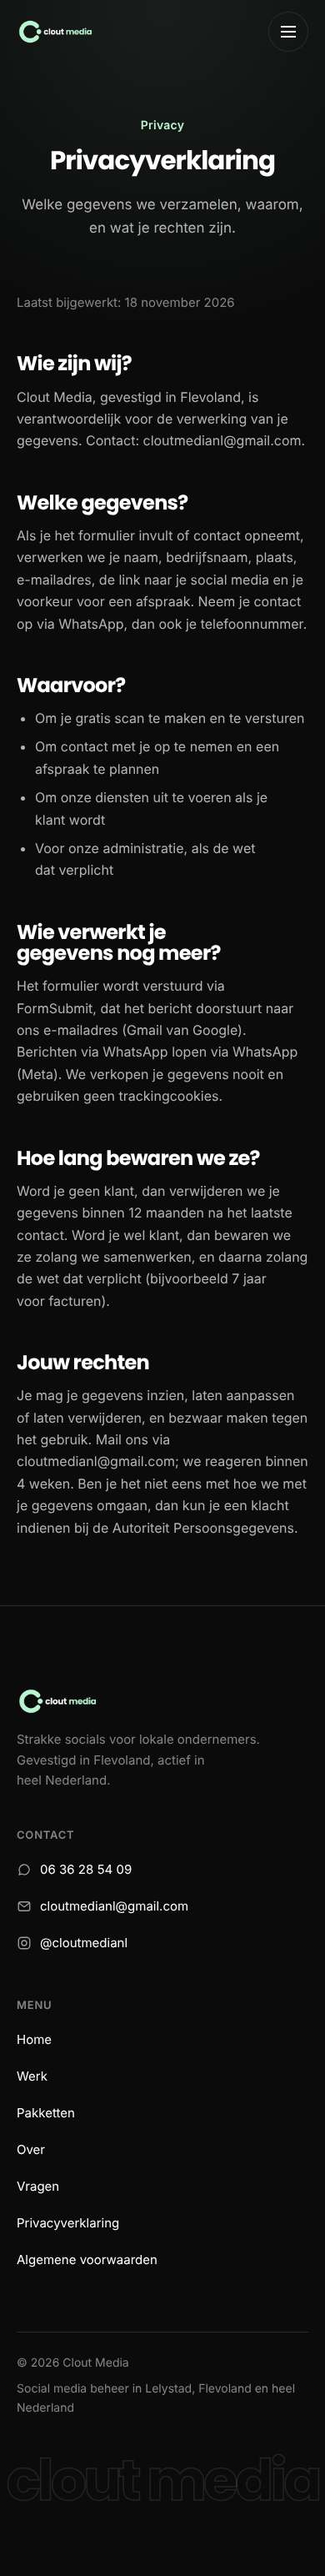 clout media
Privacy
Privacyverklaring
Welke gegevens we verzamelen, waarom,
en wat je rechten zijn.
Laatst bijgewerkt: 18 november 2026
Wie zijn wij?
Clout Media, gevestigd in Flevoland, is
verantwoordelijk voor de verwerking van je
gegevens. Contact: cloutmedianl@gmail.com.
Welke gegevens?
Als je het formulier invult of contact opneemt,
verwerken we je naam, bedrijfsnaam, plaats,
e-mailadres, de link naar je social media en je
voorkeur voor een afspraak. Neem je contact
op via WhatsApp, dan ook je telefoonnummer.
Waarvoor?
• Om je gratis scan te maken en te versturen
• Om contact met je op te nemen en een
afspraak te plannen
• Om onze diensten uit te voeren als je
klant wordt
• Voor onze administratie, als de wet
dat verplicht
Wie verwerkt je
gegevens nog meer?
Het formulier wordt verstuurd via
FormSubmit, dat het bericht doorstuurt naar
ons e-mailadres (Gmail van Google).
Berichten via WhatsApp lopen via WhatsApp
(Meta). We verkopen je gegevens nooit en
gebruiken geen trackingcookies.
Hoe lang bewaren we ze?
Word je geen klant, dan verwijderen we je
gegevens binnen 12 maanden na het laatste
contact. Word je wel klant, dan bewaren we
ze zolang we samenwerken, en daarna zolang
de wet dat verplicht (bijvoorbeeld 7 jaar
voor facturen).
Jouw rechten
Je mag je gegevens inzien, laten aanpassen
of laten verwijderen, en bezwaar maken tegen
het gebruik. Mail ons via
cloutmedianl@gmail.com; we reageren binnen
4 weken. Ben je het niet eens met hoe we met
je gegevens omgaan, dan kun je een klacht
indienen bij de Autoriteit Persoonsgegevens.
clout media
Strakke socials voor lokale ondernemers.
Gevestigd in Flevoland, actief in
heel Nederland.
CONTACT
06 36 28 54 09
cloutmedianl@gmail.com
@cloutmedianl
MENU
Home
Werk
Pakketten
Over
Vragen
Privacyverklaring
Algemene voorwaarden
© 2026 Clout Media
Social media beheer in Lelystad, Flevoland en heel
Nederland
clout media